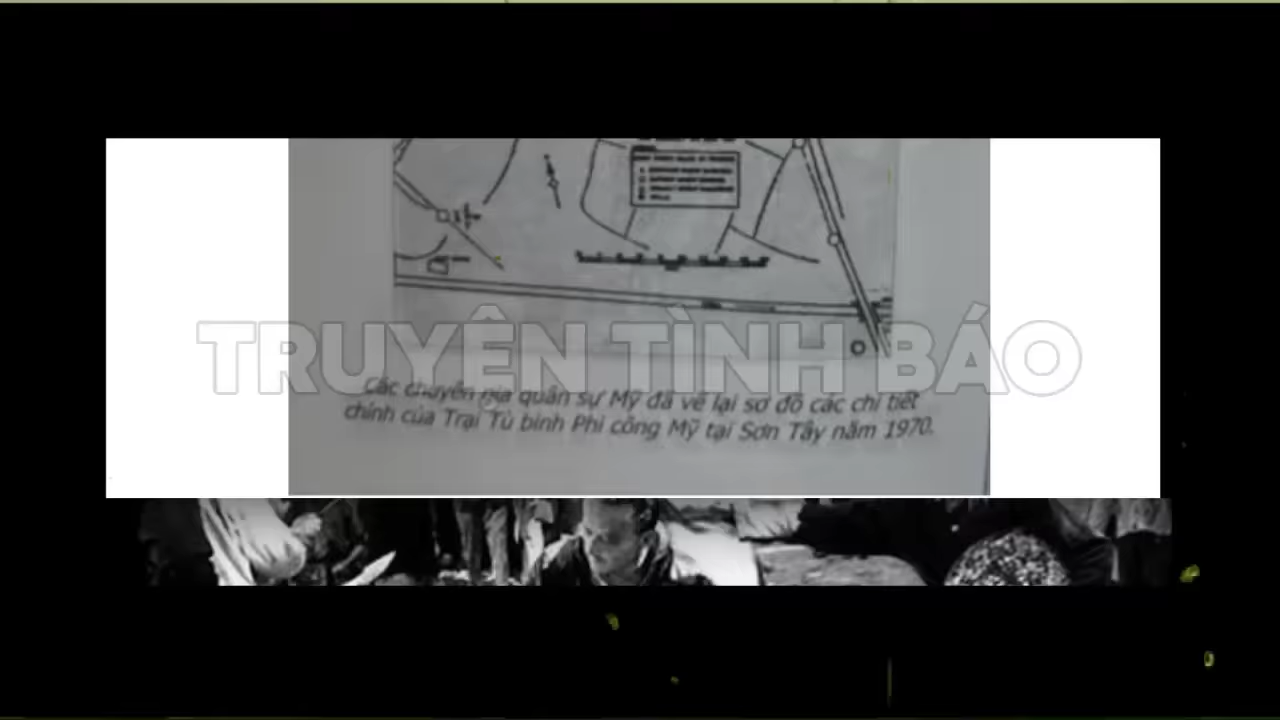 TRUYỆN TÌNH BÁO
Các chuyên gia quân sự Mỹ đã vẽ lại sơ đồ các chi tiết
chính của Trại Tù binh Phi công Mỹ tại Sơn Tây năm 1970.